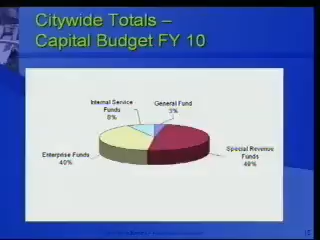 Citywide Totals –
Capital Budget FY 10
Internal Service
Funds
8%
General Fund
3%
Enterprise Funds
40%
Special Revenue
Funds
49%